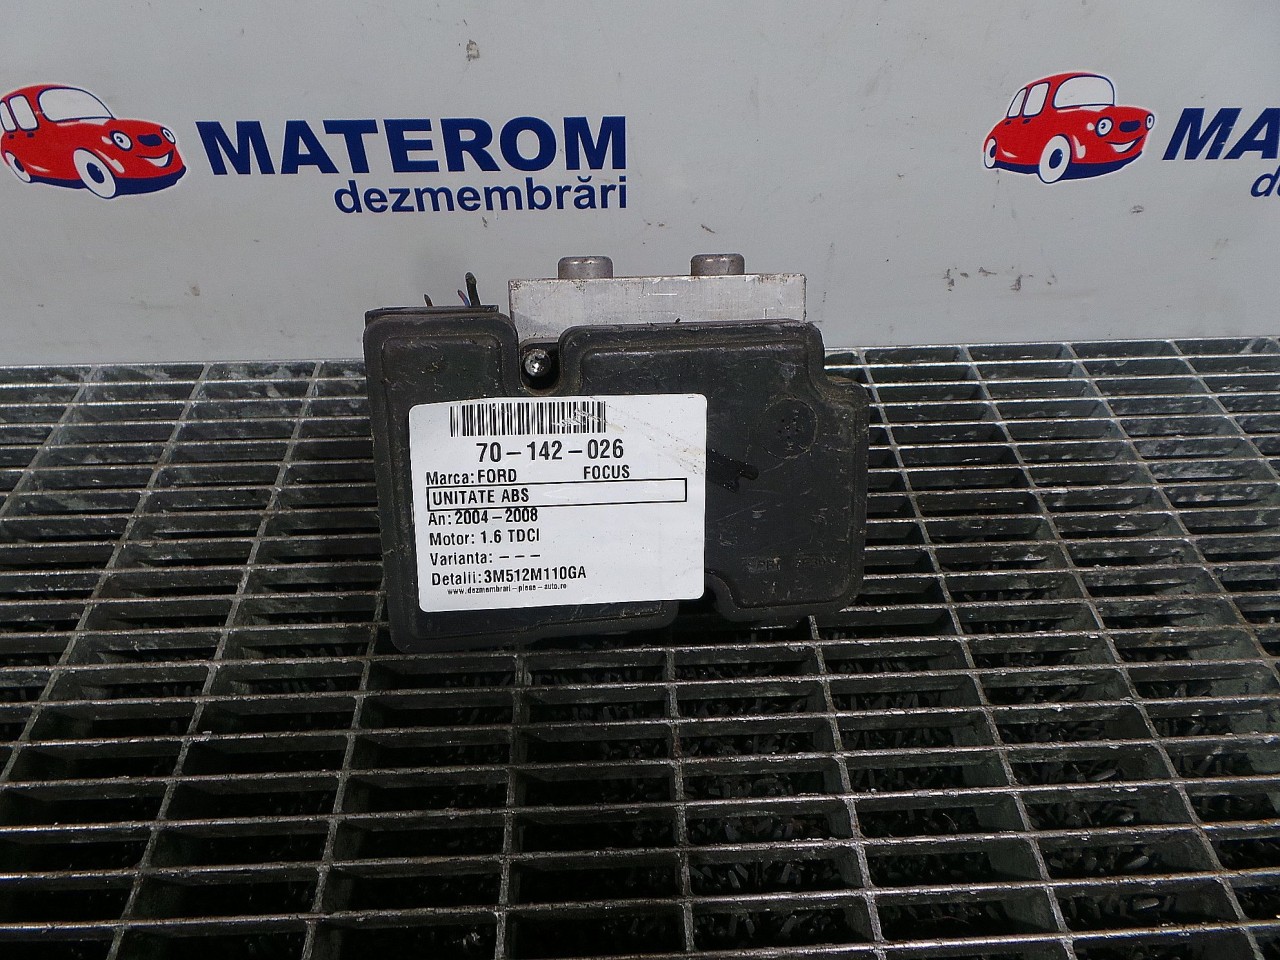 MATEROM
dezmembrări
MA
de
70-142-026
Marca: FORD FOCUS
UNITATE ABS
An: 2004-2008
Motor: 1.6 TDCI
Varianta: - - -
Detalii: 3M512M110GA
www.dezmembrari-piese-auto.ro